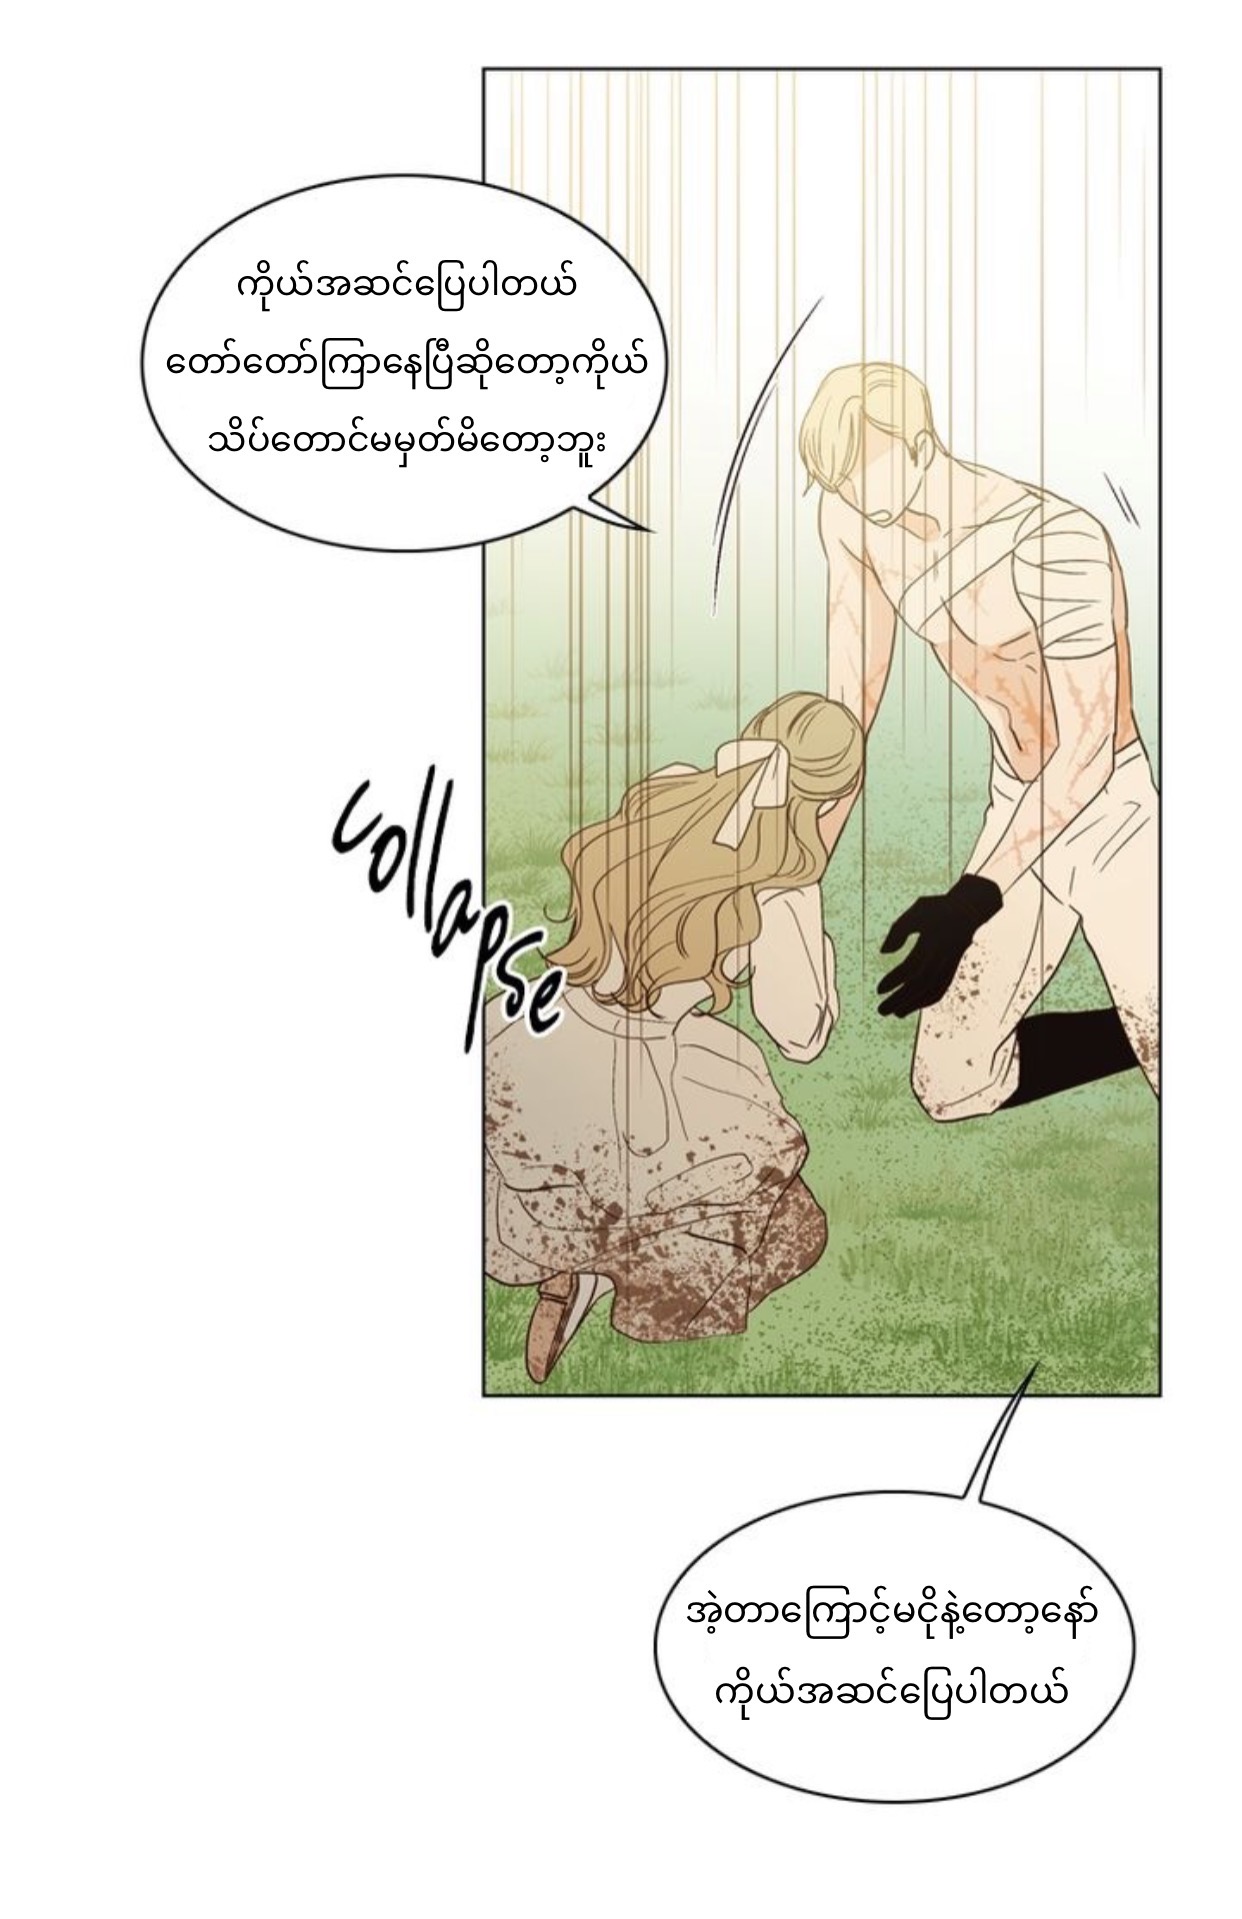 ကိုယ်အဆင်ပြေပါတယ်
တော်တော်ကြာနေပြီဆိုတော့ကိုယ်
သိပ်တောင်မမှတ်မိတော့ဘူး
collapse
အဲ့တာကြောင့်မငိုနဲ့တော့နော်
ကိုယ်အဆင်ပြေပါတယ်